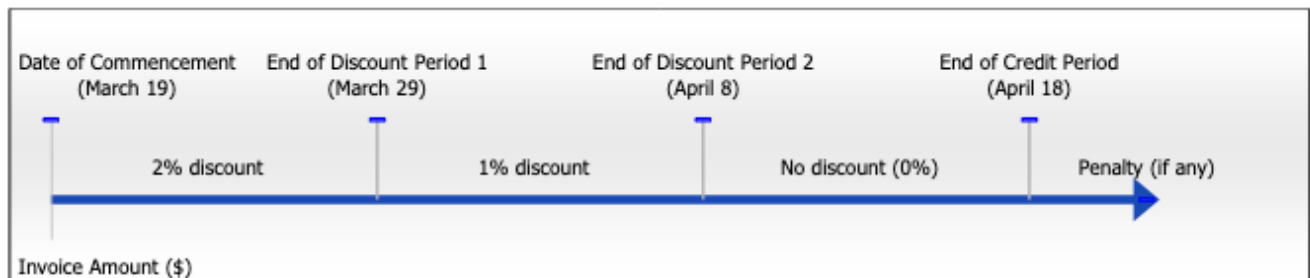 Date of Commencement
(March 19)
End of Discount Period 1
(March 29)
End of Discount Period 2
(April 8)
End of Credit Period
(April 18)
2% discount
1% discount
No discount (0%)
Penalty (if any)
Invoice Amount ($)